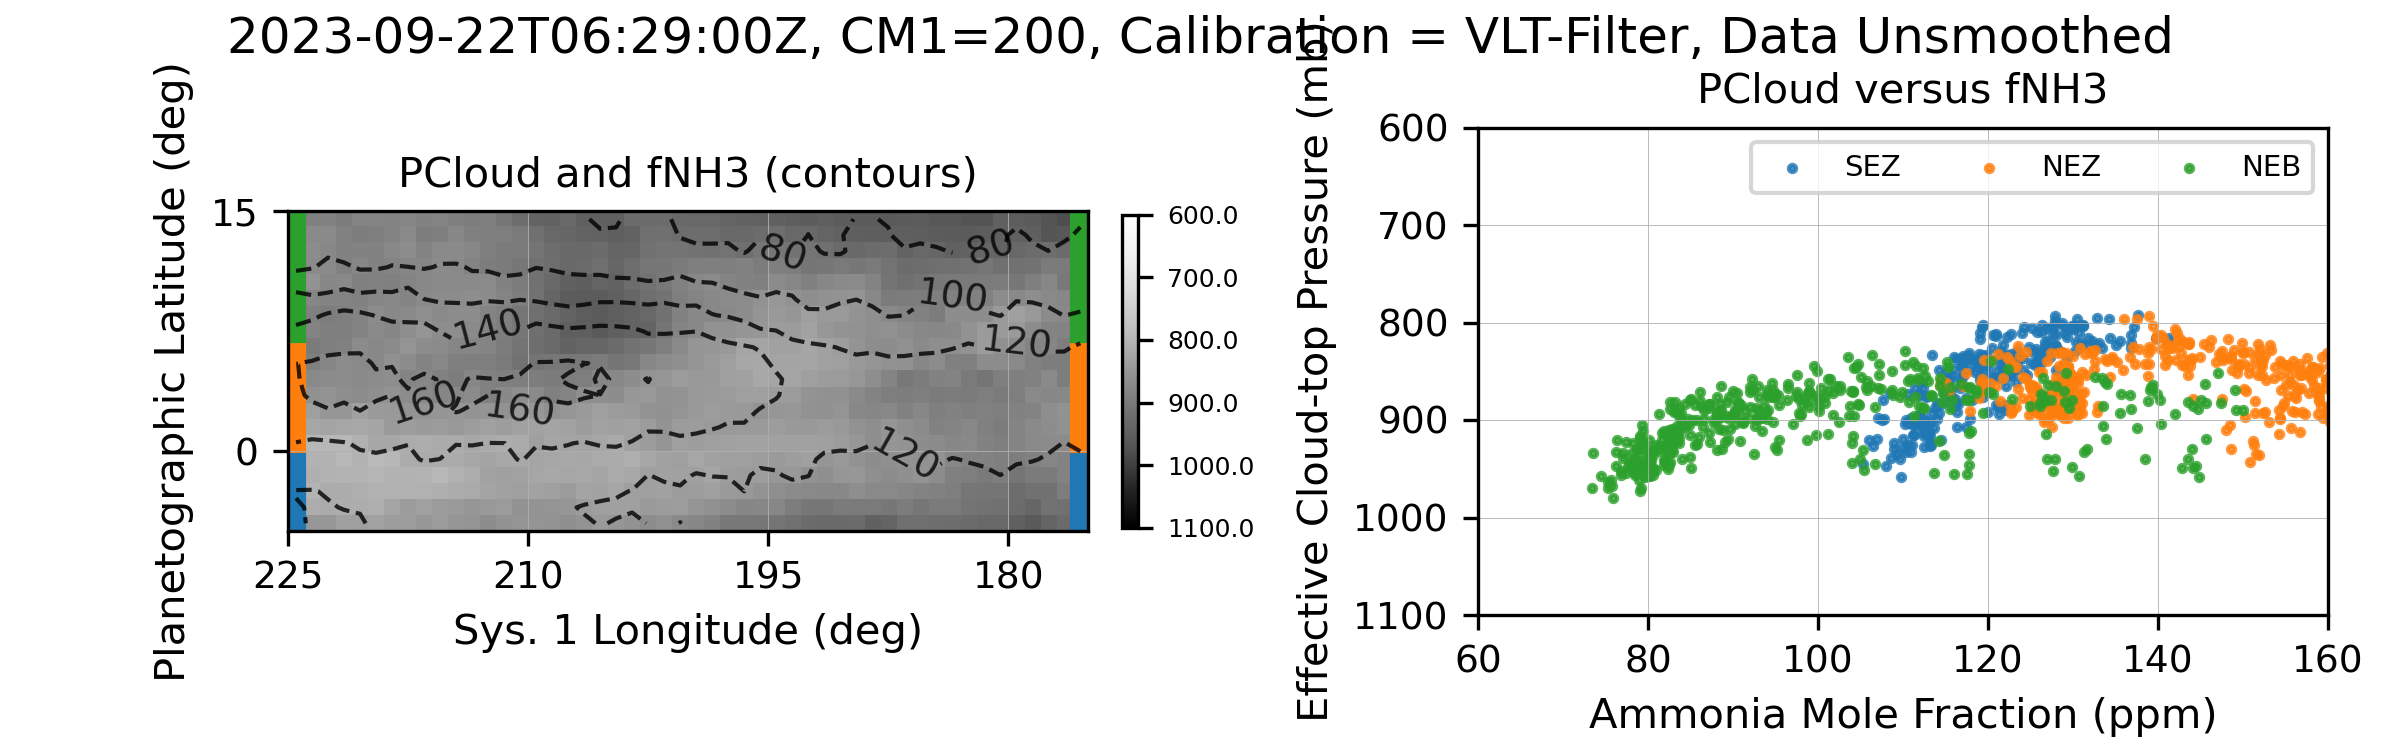 2023-09-22T06:29:00Z, CM1=200, Calibration = VLT-Filter, Data Unsmoothed
PCloud and fNH3 (contours)
Planetographic Latitude (deg)
15
0
225 210 195 180
Sys. 1 Longitude (deg)
80
80
100
140
120
160
160
120
600.0
700.0
800.0
900.0
1000.0
1100.0
PCloud versus fNH3
Effective Cloud-top Pressure (mb)
600
700
800
900
1000
1100
SEZ NEZ NEB
60 80 100 120 140 160
Ammonia Mole Fraction (ppm)